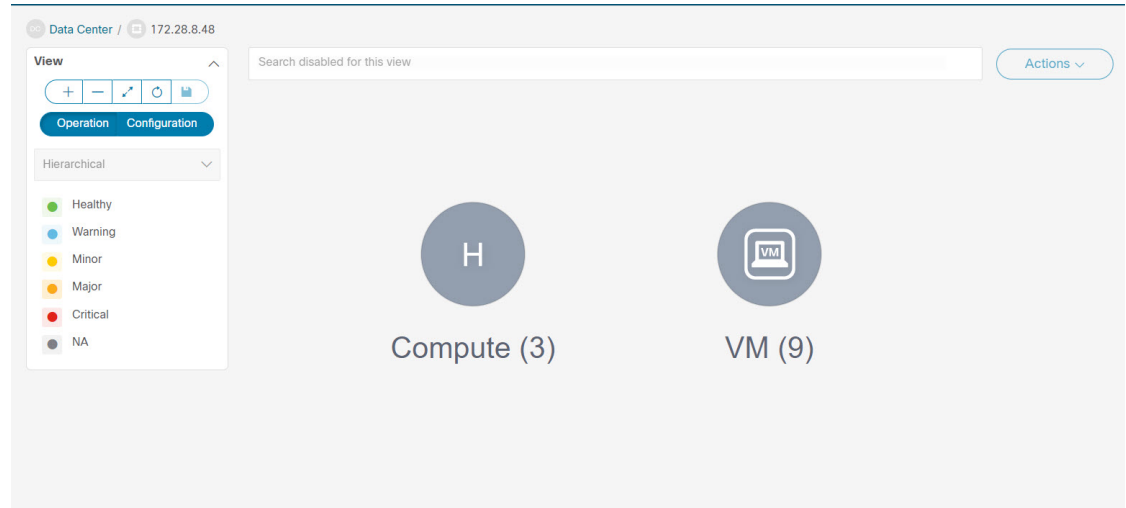 Data Center / 172.28.8.48
View
Search disabled for this view
Actions
Operation Configuration
Hierarchical
Healthy
Warning
Minor
Major
Critical
NA
H
VM
Compute (3)
VM (9)